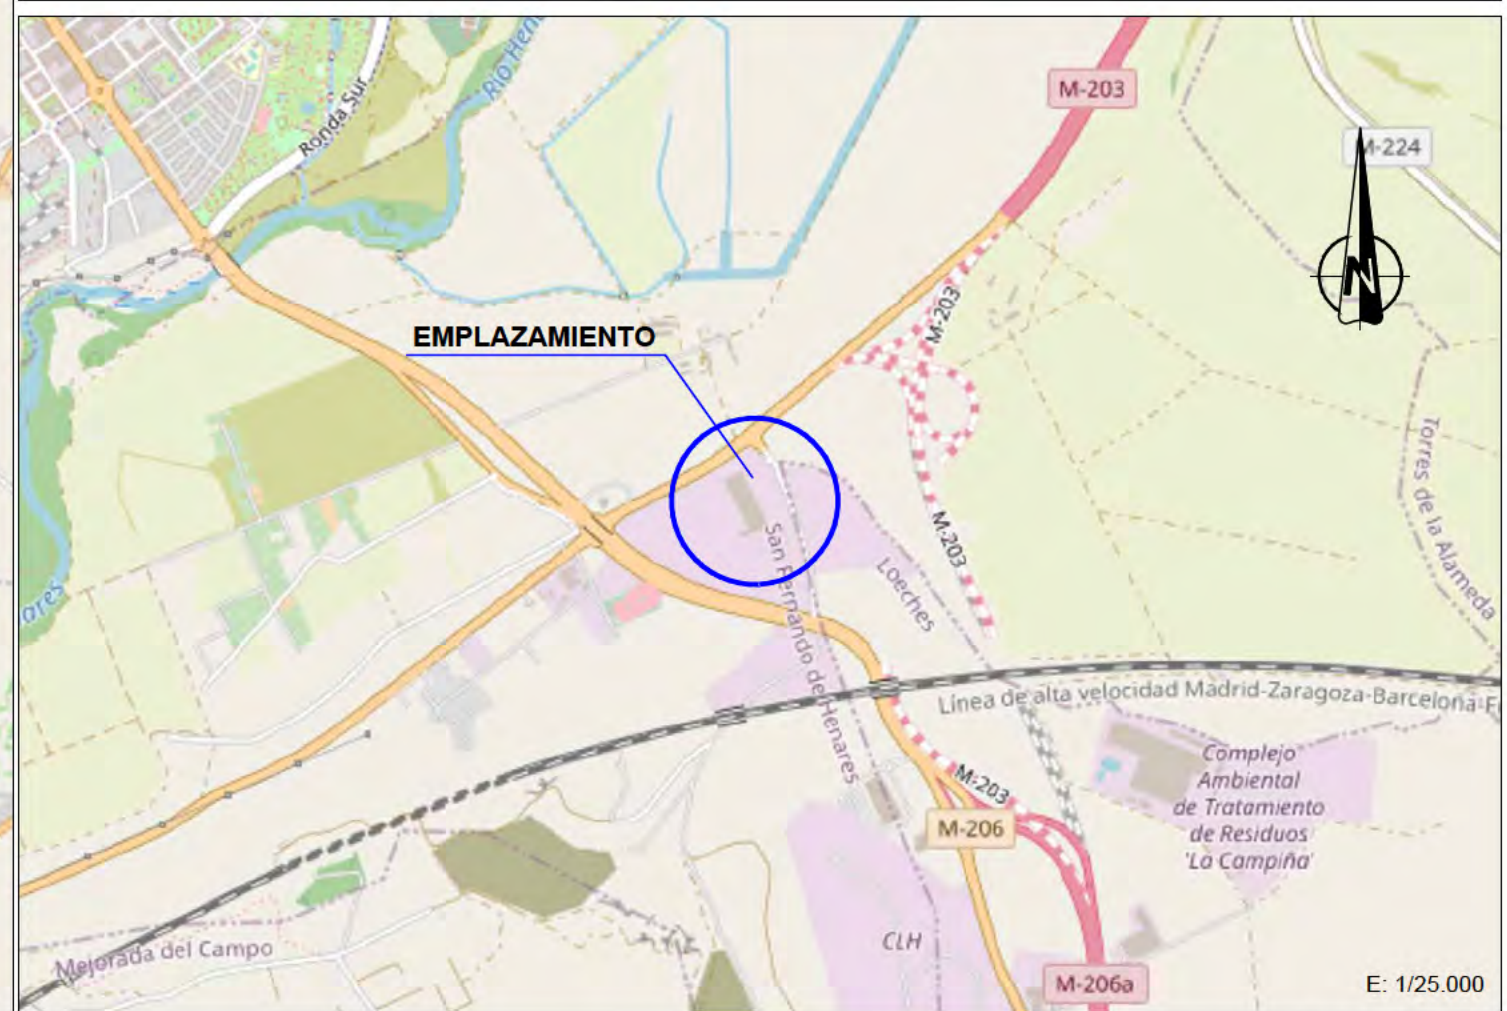 Río Hen
Ronda Sur
M-203
M-224
N
M-203
EMPLAZAMIENTO
Torres de la Alameda
San Fernando de Henares
Loeches
M-203
ares
Línea de alta velocidad Madrid-Zaragoza-Barcelona-F
Complejo
Ambiental
de Tratamiento
de Residuos
'La Campiña'
M-203
M-206
CLH
Mejorada del Campo
M-206a
E: 1/25.000